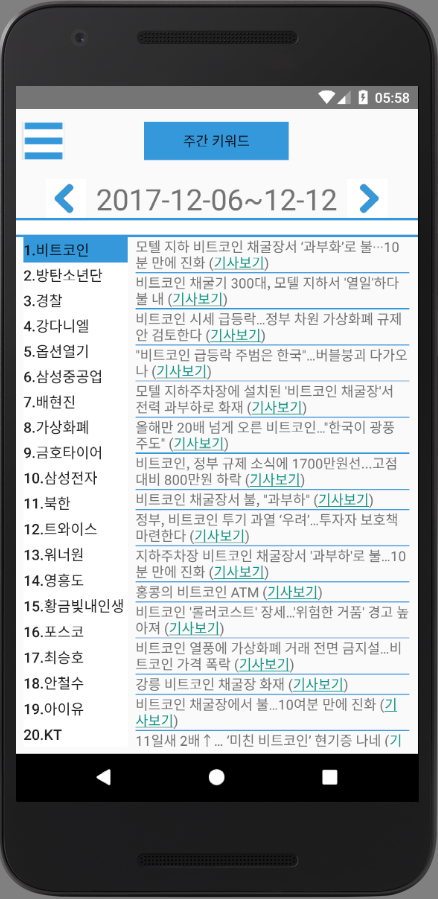 05:58
주간 키워드
2017-12-06~12-12
1.비트코인
2.방탄소년단
3.경찰
4.강다니엘
5.옵션열기
6.삼성중공업
7.배현진
8.가상화폐
9.금호타이어
10.삼성전자
11.북한
12.트와이스
13.워너원
14.영흥도
15.황금빛내인생
16.포스코
17.최승호
18.안철수
19.아이유
20.KT
모텔 지하 비트코인 채굴장서 ‘과부화’로 불…10
분 만에 진화 (기사보기)
비트코인 채굴기 300대, 모텔 지하서 '열일'하다
불 내 (기사보기)
비트코인 시세 급등락…정부 차원 가상화폐 규제
안 검토한다 (기사보기)
"비트코인 급등락 주범은 한국"…버블붕괴 다가오
나 (기사보기)
모텔 지하주차장에 설치된 '비트코인 채굴장'서
전력 과부하로 화재 (기사보기)
올해만 20배 넘게 오른 비트코인…"한국이 광풍
주도" (기사보기)
비트코인, 정부 규제 소식에 1700만원선…고점
대비 800만원 하락 (기사보기)
비트코인 채굴장서 불, "과부하" (기사보기)
정부, 비트코인 투기 과열 ‘우려’…투자자 보호책
마련한다 (기사보기)
지하주차장 비트코인 채굴장서 '과부하'로 불…10
분 만에 진화 (기사보기)
홍콩의 비트코인 ATM (기사보기)
비트코인 '롤러코스트' 장세…'위험한 거품' 경고 높
아져 (기사보기)
비트코인 열풍에 가상화폐 거래 전면 금지설…비
트코인 가격 폭락 (기사보기)
강릉 비트코인 채굴장 화재 (기사보기)
비트코인 채굴장에서 불…10여분 만에 진화 (기
사보기)
11일새 2배↑… ‘미친 비트코인’ 현기증 나네 (기